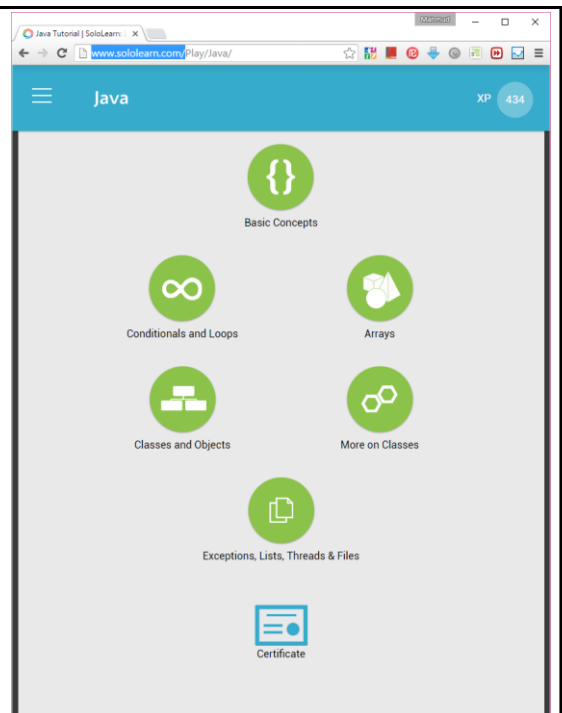 Mahmud
Java Tutorial | SoloLearn:
www.sololearn.com/Play/Java/
Java
XP 434
{}
Basic Concepts
Conditionals and Loops
Arrays
Classes and Objects
More on Classes
Exceptions, Lists, Threads & Files
Certificate